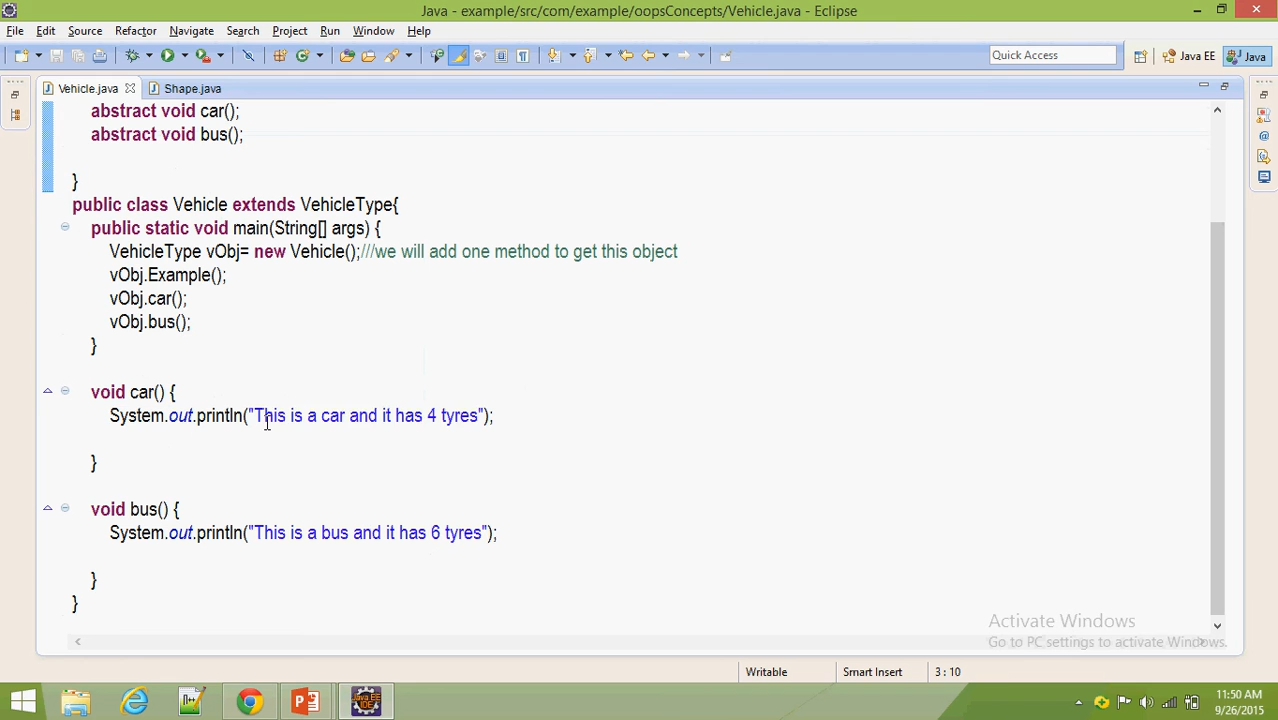 Java - example/src/com/example/oopsConcepts/Vehicle.java - Eclipse
File Edit Source Refactor Navigate Search Project Run Window Help
Quick Access Java EE Java
Vehicle.java Shape.java
abstract void car();
abstract void bus();
}
public class Vehicle extends VehicleType{
public static void main(String[] args) {
VehicleType vObj= new Vehicle();///we will add one method to get this object
vObj.Example();
vObj.car();
vObj.bus();
}
void car() {
System.out.println("This is a car and it has 4 tyres");
}
void bus() {
System.out.println("This is a bus and it has 6 tyres");
}
}
Activate Windows
Go to PC settings to activate Windows.
Writable Smart Insert 3 : 10
Java EE IDE
11:50 AM
9/26/2015